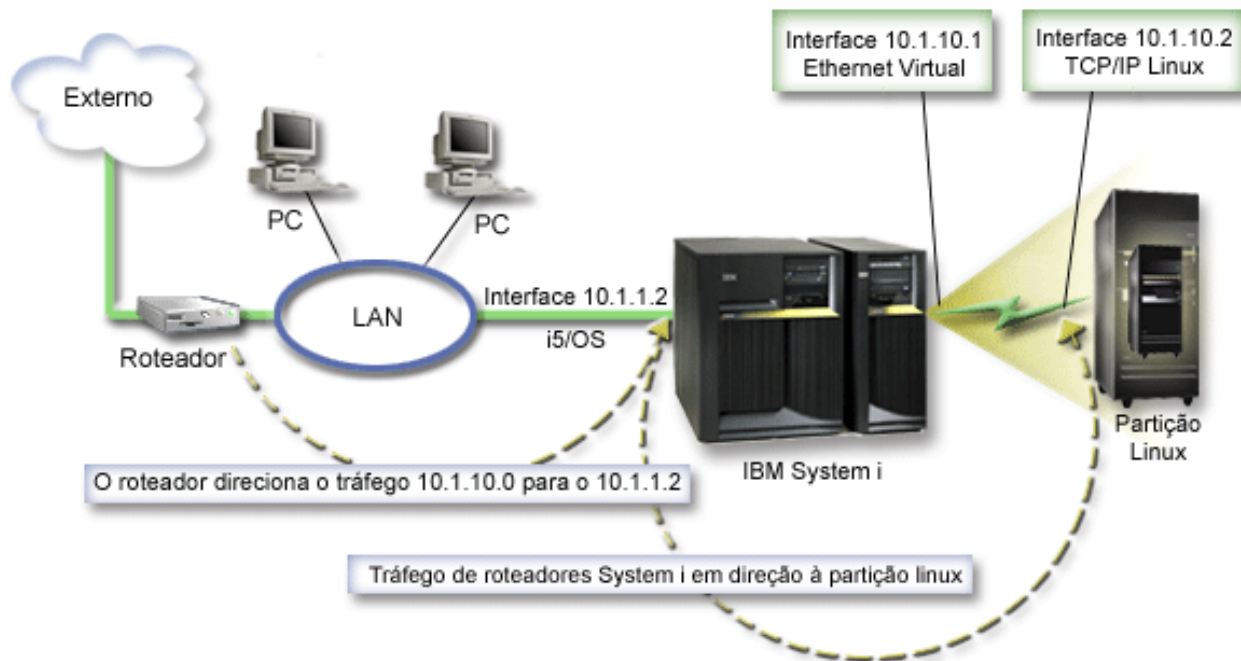 Interface 10.1.10.1
Ethernet Virtual
Interface 10.1.10.2
TCP/IP Linux
Externo
PC
PC
LAN
Interface 10.1.1.2
i5/OS
Roteador
Partição
Linux
IBM System i
O roteador direciona o tráfego 10.1.10.0 para o 10.1.1.2
Tráfego de roteadores System i em direção à partição linux